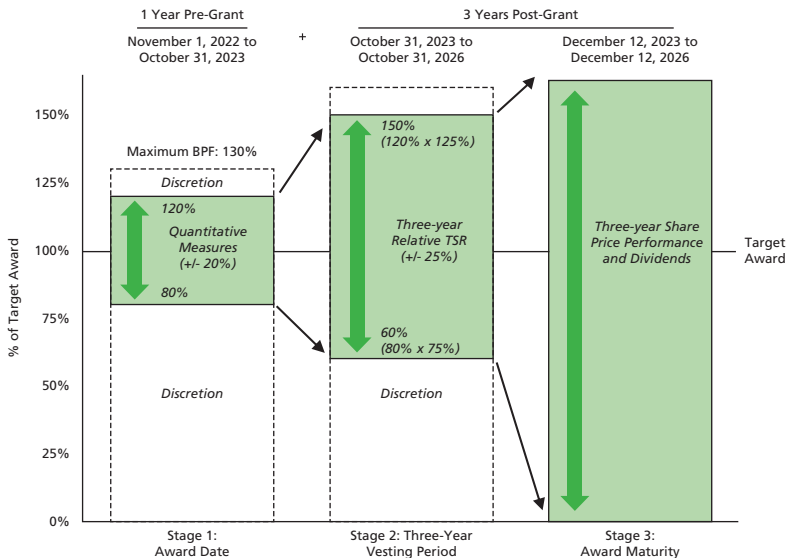 1 Year Pre-Grant
3 Years Post-Grant
November 1, 2022 to
October 31, 2023
+
October 31, 2023 to
October 31, 2026
December 12, 2023 to
December 12, 2026
% of Target Award
150%
125%
100%
75%
50%
25%
0%
Maximum BPF: 130%
Discretion
120%
Quantitative
Measures
(+/- 20%)
80%
Discretion
150%
(120% x 125%)
Three-year
Relative TSR
(+/- 25%)
60%
(80% x 75%)
Discretion
Three-year Share
Price Performance
and Dividends
Target
Award
Stage 1:
Award Date
Stage 2: Three-Year
Vesting Period
Stage 3:
Award Maturity